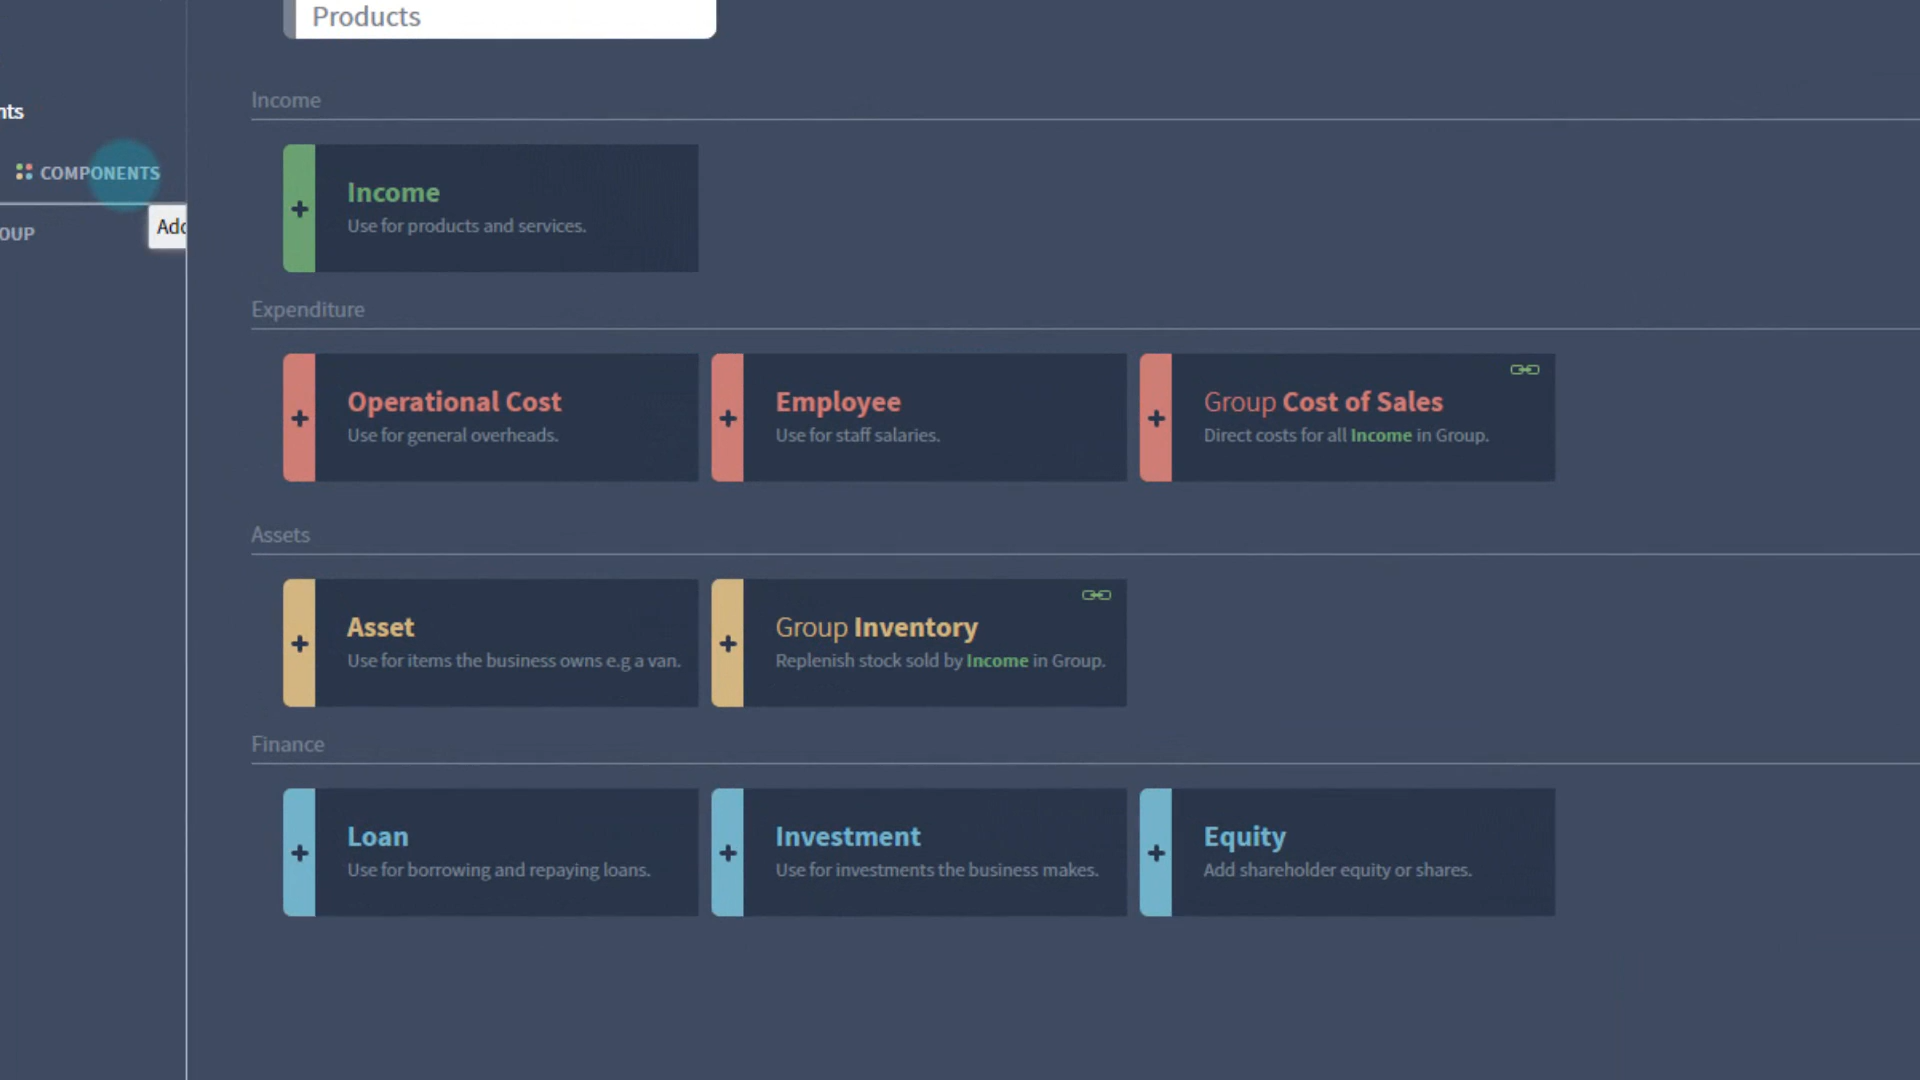 Products
nts
COMPONENTS
Add
OUP
Income
Income
Use for products and services.
Expenditure
Operational Cost
Use for general overheads.
Employee
Use for staff salaries.
Group Cost of Sales
Direct costs for all Income in Group.
Assets
Asset
Use for items the business owns e.g a van.
Group Inventory
Replenish stock sold by Income in Group.
Finance
Loan
Use for borrowing and repaying loans.
Investment
Use for investments the business makes.
Equity
Add shareholder equity or shares.